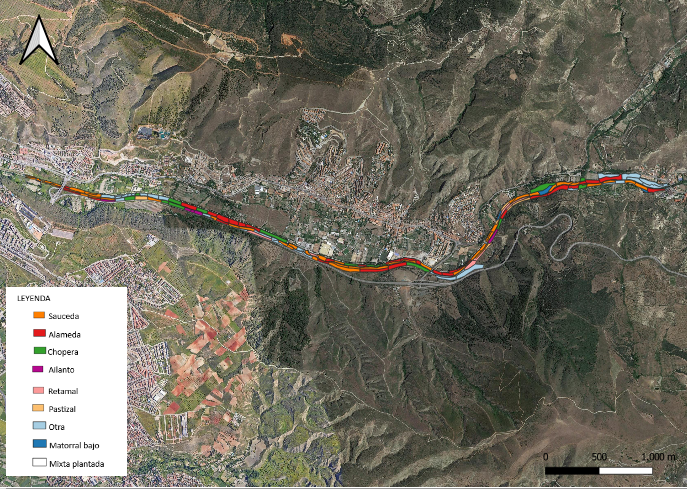 LEYENDA
Sauceda
Alameda
Chopera
Ailanto
Retamal
Pastizal
Otra
Matorral bajo
Mixta plantada
0 500 1,000 m